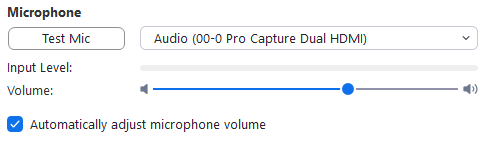 Microphone
Test Mic
Audio (00-0 Pro Capture Dual HDMI)
Input Level:
Volume:
Automatically adjust microphone volume